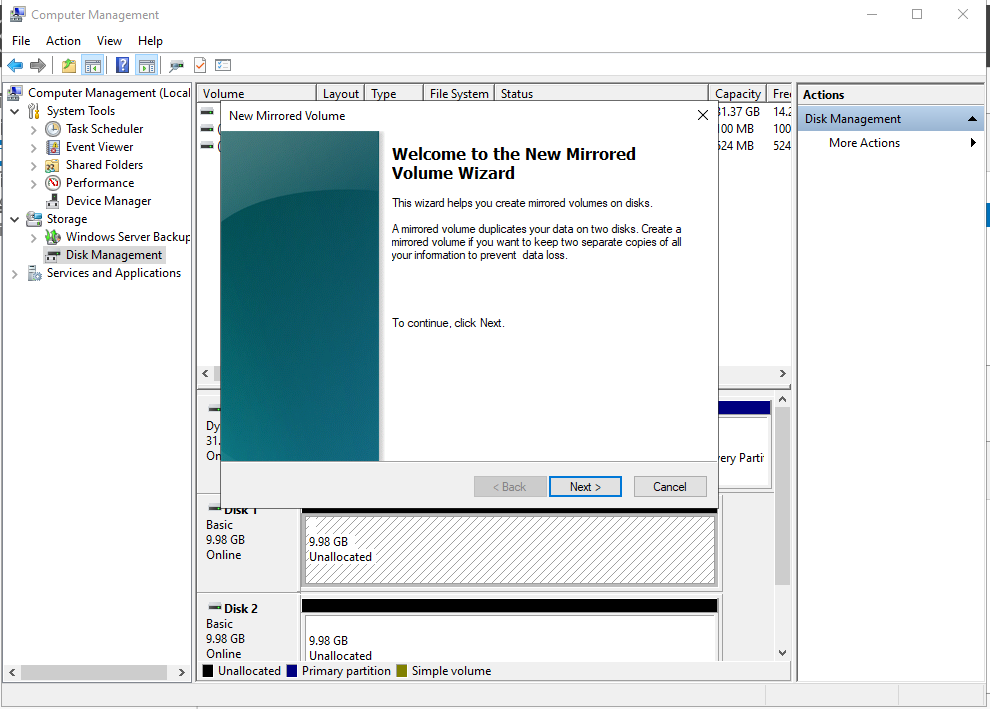 Computer Management
File Action View Help
Computer Management (Local
System Tools
Task Scheduler
Event Viewer
Shared Folders
Performance
Device Manager
Storage
Windows Server Backup
Disk Management
Services and Applications
Volume Layout Type File System Status Capacity Fre
31.37 GB 14.2
100 MB 100
524 MB 524
New Mirrored Volume
Welcome to the New Mirrored
Volume Wizard
This wizard helps you create mirrored volumes on disks.
A mirrored volume duplicates your data on two disks. Create a
mirrored volume if you want to keep two separate copies of all
your information to prevent data loss.
To continue, click Next.
< Back Next > Cancel
Dy
31.
On
very Parti
Disk 1
Basic
9.98 GB
Online
9.98 GB
Unallocated
Disk 2
Basic
9.98 GB
Online
9.98 GB
Unallocated
Unallocated Primary partition Simple volume
Actions
Disk Management
More Actions